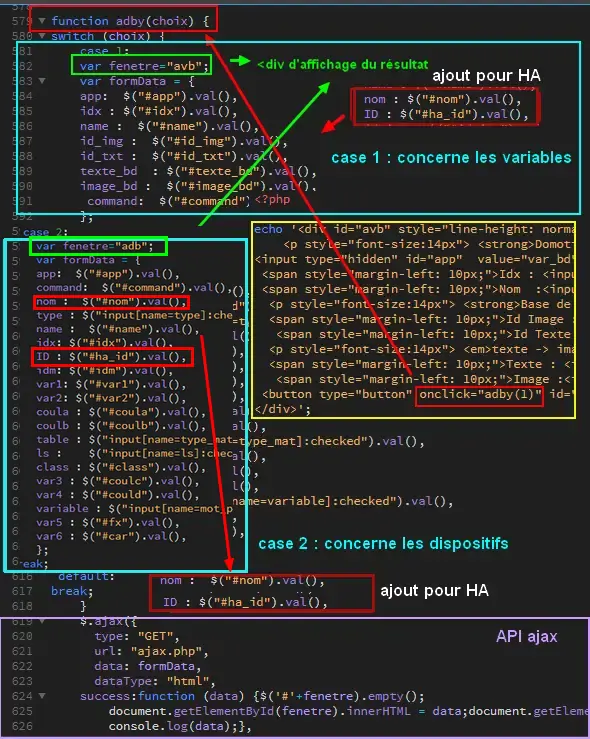 578
579 function adby(choix) {
580 switch (choix) {
581 case 1:
582 var fenetre="avb";
<div d'affichage du résultat
583 var formData = {
ajout pour HA
584 app: $("#app").val(),
585 idx : $("#idx").val(),
nom : $("#nom").val(),
ID : $("#ha_id").val(),
586 name : $("#name").val(),
587 id_img : $("#id_img").val(),
588 id_txt : $("#id_txt").val(),
case 1 : concerne les variables
589 texte_bd : $("#texte_bd").val(),
590 image_bd : $("#image_bd").val(),
591 command: $("#command")
<?php
592 };
case 2:
var fenetre="adb";
var formData = {
app: $("#app").val(),
command: $("#command").val(),
nom : $("#nom").val(),
type : $("input[name=type]:che
name : $("#name").val(),
idx: $("#idx").val(),
ID : $("#ha_id").val(),
idm: $("#idm").val(),
var1: $("#var1").val(),
var2: $("#var2").val(),
coula : $("#coula").val(),
coulb : $("#coulb").val(),
table : $("input[name=type_mat=type_mat]:checked").val(),
ls : $("input[name=ls]:chec
class : $("#class").val(),
var3 : $("#coulc").val(),
var4 : $("#could").val(),
variable : $("input[name=mot]p name=variable]:checked").val(),
var5 : $("#fx").val(),
var6 : $("#car").val(),
};
eak;
echo '<div id="avb" style="line-height: norma
<p style="font-size:14px"> <strong>Domot
<input type="hidden" id="app" value="var_bd"
<span style="margin-left: 10px;">Idx : <inpu
<span style="margin-left: 10px;">Nom :<inp
<p style="font-size:14px"> <strong>Base de
<span style="margin-left: 10px;">Id Image :
<span style="margin-left: 10px;">Id Texte
<p style="font-size:14px"> <em>texte -> ima
<span style="margin-left: 10px;">Texte : <
<span style="margin-left: 10px;">Image :<
<button type="button" onclick="adby(1)" id="
</div>';
case 2 : concerne les dispositifs
616 default:
617 break;
618 }
nom : $("#nom").val(),
ID : $("#ha_id").val(),
ajout pour HA
619 $.ajax({
620 type: "GET",
API ajax
621 url: "ajax.php",
622 data: formData,
623 dataType: "html",
624 success:function (data) {$('#'+fenetre).empty();
625 document.getElementById(fenetre).innerHTML = data;document.getElement
626 console.log(data);},